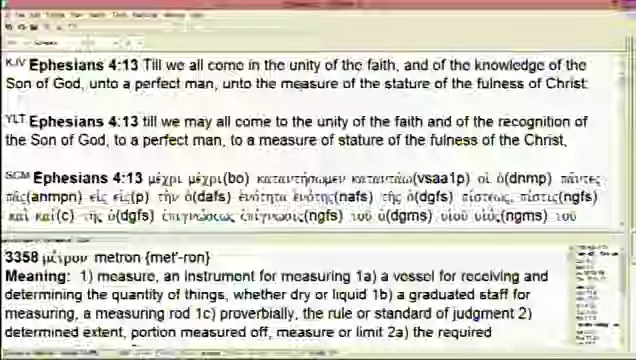 KJV Ephesians 4:13 Till we all come in the unity of the faith, and of the knowledge of the
Son of God, unto a perfect man, unto the measure of the stature of the fulness of Christ:
YLT Ephesians 4:13 till we may all come to the unity of the faith and of the recognition of
the Son of God, to a perfect man, to a measure of stature of the fulness of the Christ,
SCM Ephesians 4:13 μέχρι μέχρι(bo) καταντήσωμεν καταντάω(vsaa1p) οἱ ὁ(dnmp) πάντες
πᾶς(anmpn) εἰς εἰς(p) τὴν ὁ(dafs) ἑνότητα ἑνότης(nafs) τῆς ὁ(dgfs) πίστεως, πίστις(ngfs)
καὶ καί(c) τῆς ὁ(dgfs) ἐπιγνώσεως ἐπίγνωσις(ngfs) τοῦ ὁ(dgms) υἱοῦ υἱός(ngms) τοῦ
3358 μέτρον metron {met'-ron}
Meaning: 1) measure, an instrument for measuring 1a) a vessel for receiving and
determining the quantity of things, whether dry or liquid 1b) a graduated staff for
measuring, a measuring rod 1c) proverbially, the rule or standard of judgment 2)
determined extent, portion measured off, measure or limit 2a) the required